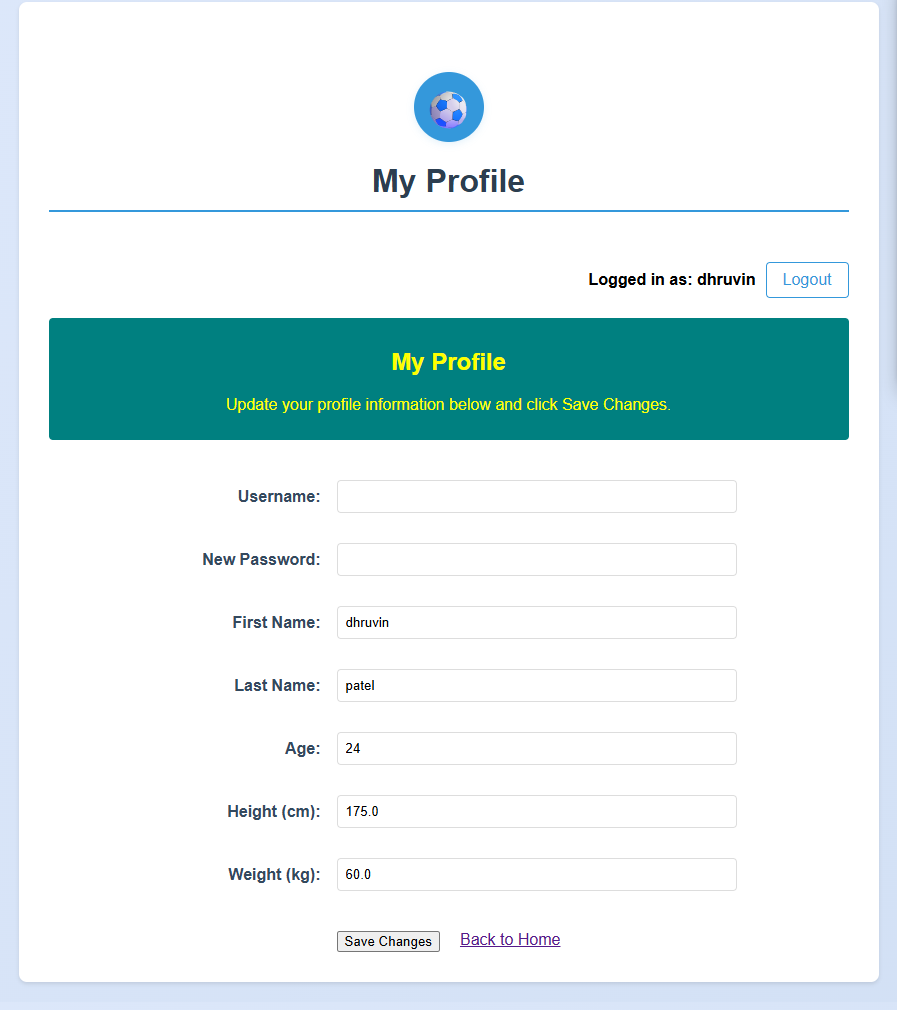 My Profile
Logged in as: dhruvin Logout
My Profile
Update your profile information below and click Save Changes.
Username:
New Password:
First Name: dhruvin
Last Name: patel
Age: 24
Height (cm): 175.0
Weight (kg): 60.0
Save Changes Back to Home